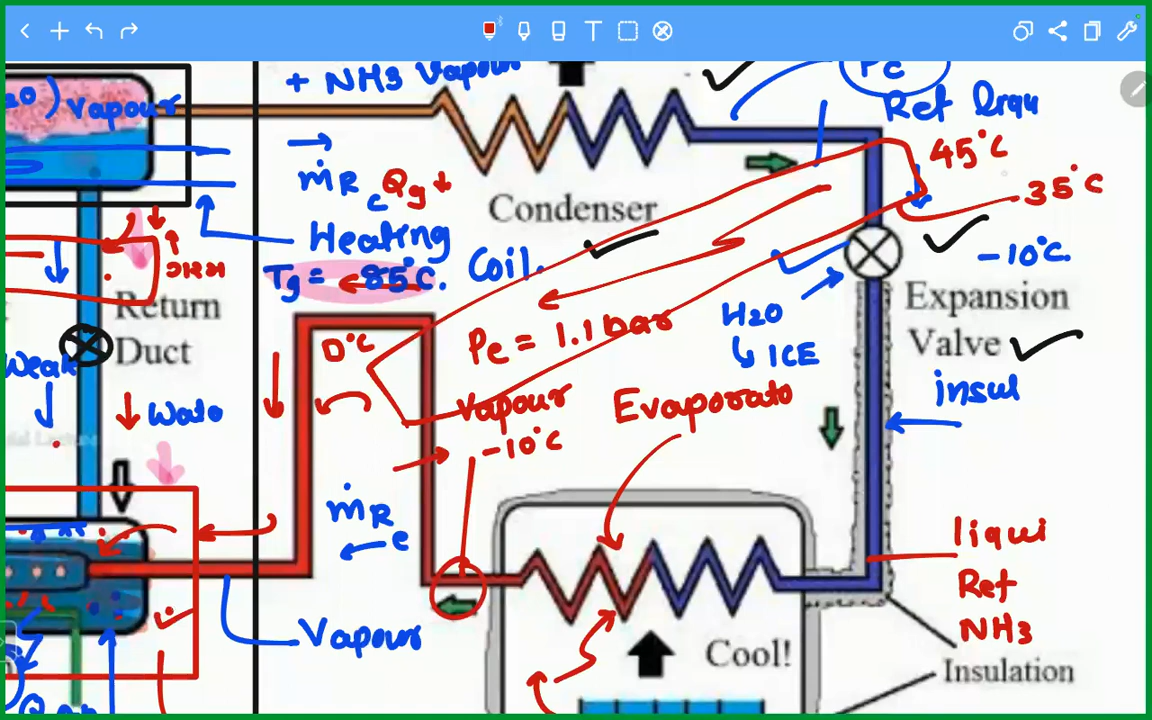 + NH3 Vapour
Pc
20) Vapour
Ref Liqu
45°C
ṁR c Qg
35°C
Condenser
Heating
Coil.
-10°C.
Tg = 85°C.
Return
Duct
Expansion
Valve
Pe = 1.1 bar
H2O
ICE
0°C
Weak
Wate
Vapour
-10°C
Evaporato
insul
ṁR e
liqui
Ref
NH3
Vapour
Cool!
Insulation